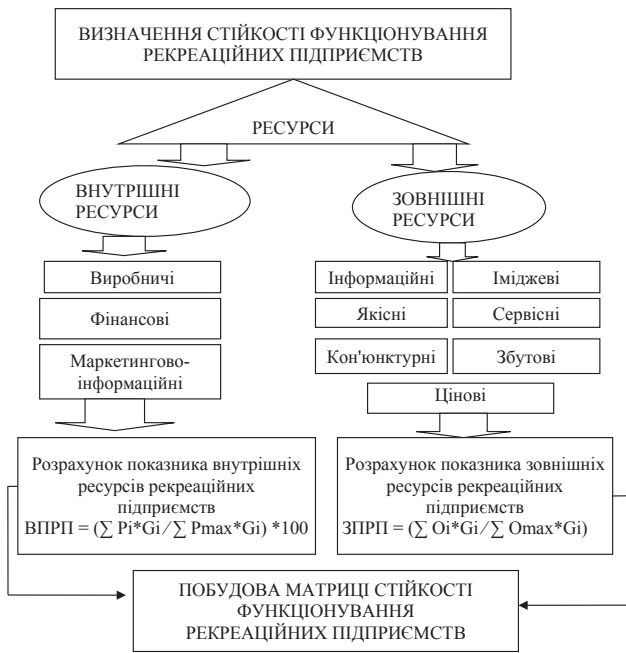 ВИЗНАЧЕННЯ СТІЙКОСТІ ФУНКЦІОНУВАННЯ
РЕКРЕАЦІЙНИХ ПІДПРИЄМСТВ
РЕСУРСИ
ВНУТРІШНІ
РЕСУРСИ
Виробничі
Фінансові
Маркетингово-
інформаційні
Розрахунок показника внутрішніх
ресурсів рекреаційних
підприємств
ВПРП = (∑ Pi*Gi ∕ ∑ Pmax*Gi) *100
ЗОВНІШНІ
РЕСУРСИ
Інформаційні
Іміджеві
Якісні
Сервісні
Кон'юнктурні
Збутові
Цінові
Розрахунок показника зовнішніх
ресурсів рекреаційних
підприємств
ЗПРП = (∑ Oi*Gi ∕ ∑ Omax*Gi)
ПОБУДОВА МАТРИЦІ СТІЙКОСТІ
ФУНКЦІОНУВАННЯ
РЕКРЕАЦІЙНИХ ПІДПРИЄМСТВ